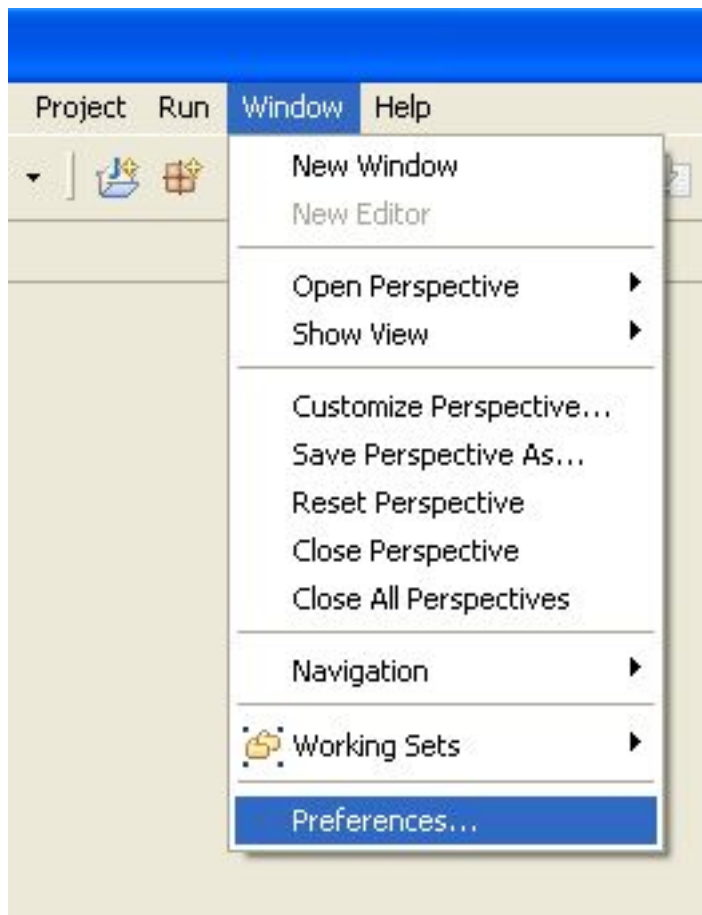 Project Run Window Help
New Window
New Editor
Open Perspective
Show View
Customize Perspective...
Save Perspective As...
Reset Perspective
Close Perspective
Close All Perspectives
Navigation
Working Sets
Preferences...